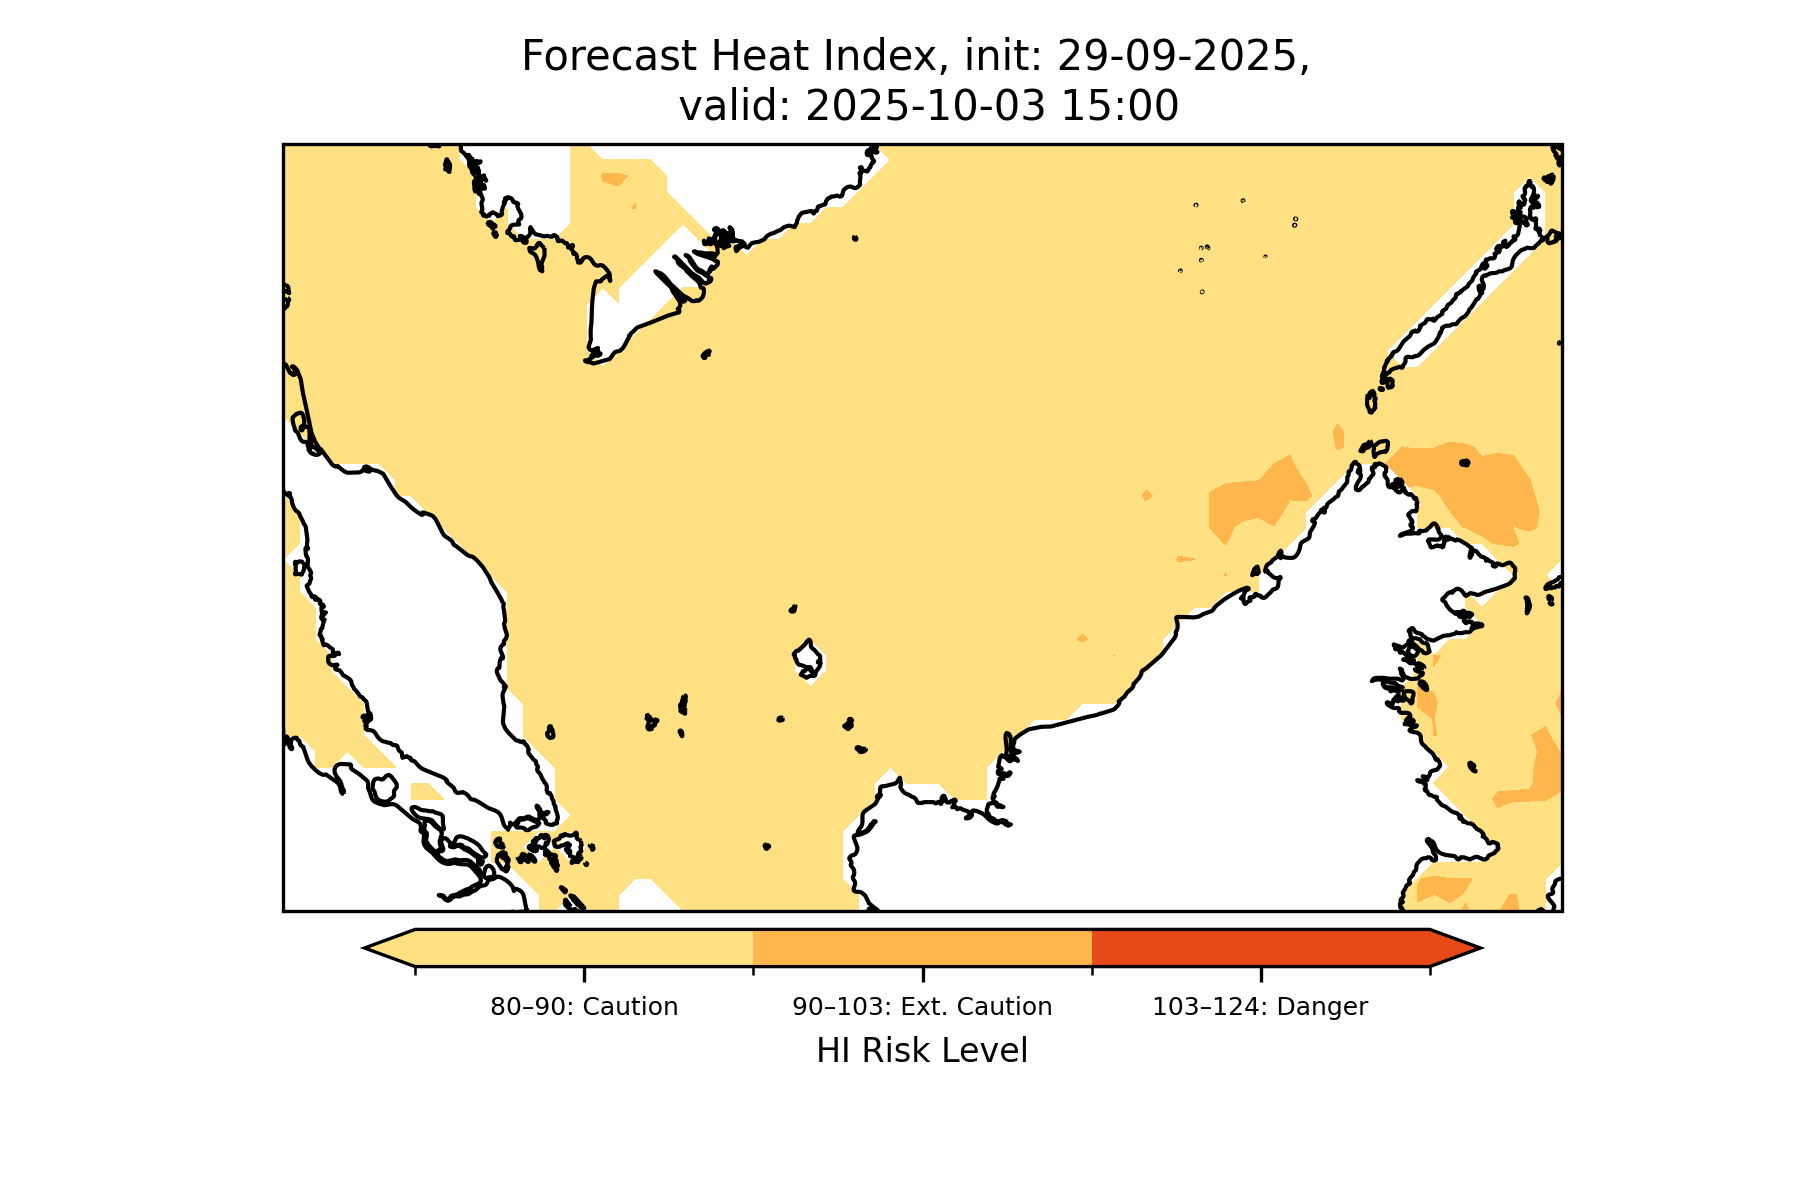 Forecast Heat Index, init: 29-09-2025,
valid: 2025-10-03 15:00
80–90: Caution
90–103: Ext. Caution
103–124: Danger
HI Risk Level